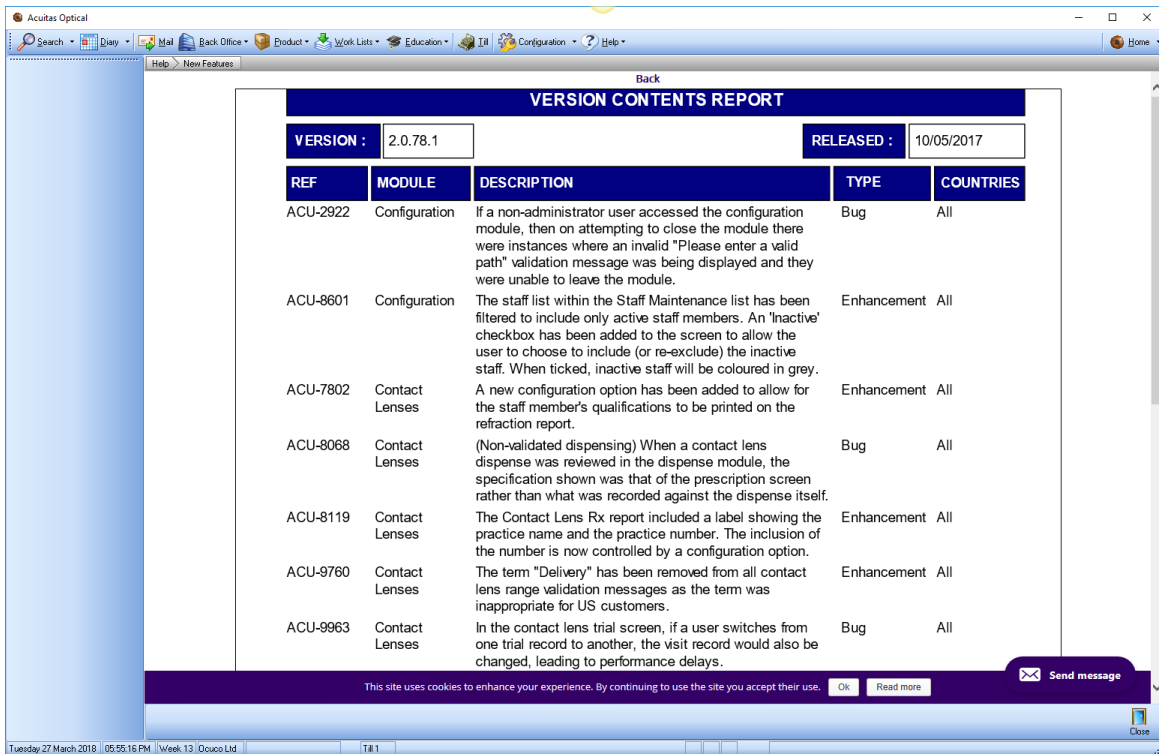 Acuitas Optical
Search Diary Mail Back Office Product Work Lists Education Till Configuration Help Home
Help New Features
Back
VERSION CONTENTS REPORT
VERSION : 2.0.78.1 RELEASED : 10/05/2017
REF MODULE DESCRIPTION TYPE COUNTRIES
ACU-2922 Configuration If a non-administrator user accessed the configuration Bug All
module, then on attempting to close the module there
were instances where an invalid "Please enter a valid
path" validation message was being displayed and they
were unable to leave the module.
ACU-8601 Configuration The staff list within the Staff Maintenance list has been Enhancement All
filtered to include only active staff members. An 'Inactive'
checkbox has been added to the screen to allow the
user to choose to include (or re-exclude) the inactive
staff. When ticked, inactive staff will be coloured in grey.
ACU-7802 Contact A new configuration option has been added to allow for Enhancement All
Lenses the staff member's qualifications to be printed on the
refraction report.
ACU-8068 Contact (Non-validated dispensing) When a contact lens Bug All
Lenses dispense was reviewed in the dispense module, the
specification shown was that of the prescription screen
rather than what was recorded against the dispense itself.
ACU-8119 Contact The Contact Lens Rx report included a label showing the Enhancement All
Lenses practice name and the practice number. The inclusion of
the number is now controlled by a configuration option.
ACU-9760 Contact The term "Delivery" has been removed from all contact Enhancement All
Lenses lens range validation messages as the term was
inappropriate for US customers.
ACU-9963 Contact In the contact lens trial screen, if a user switches from Bug All
Lenses one trial record to another, the visit record would also be
changed, leading to performance delays.
Send message
This site uses cookies to enhance your experience. By continuing to use the site you accept their use. Ok Read more
Close
Tuesday 27 March 2018 05:55:16 PM Week 13 Ocuco Ltd Till 1